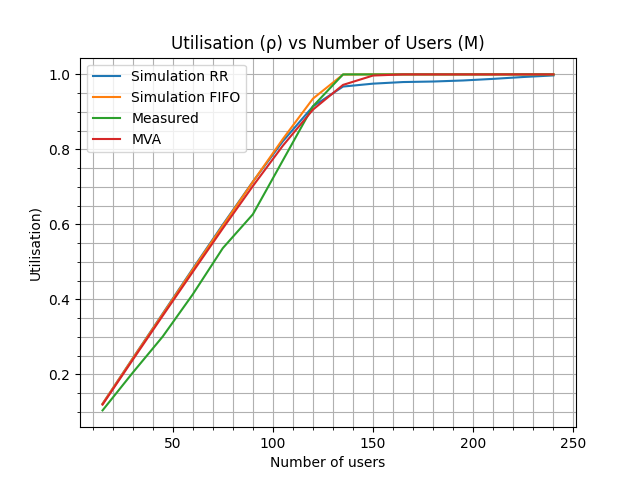 Utilisation (ρ) vs Number of Users (M)
Simulation RR
Simulation FIFO
Measured
MVA
1.0
0.8
0.6
0.4
0.2
Utilisation)
50 100 150 200 250
Number of users